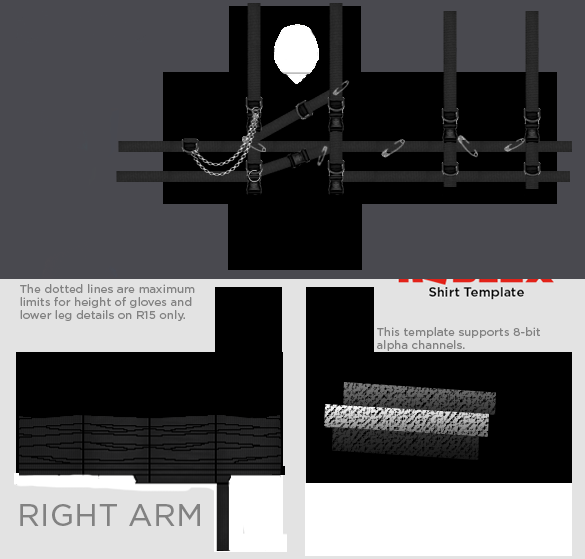 Shirt Template
The dotted lines are maximum
limits for height of gloves and
lower leg details on R15 only.
This template supports 8-bit
alpha channels.
RIGHT ARM